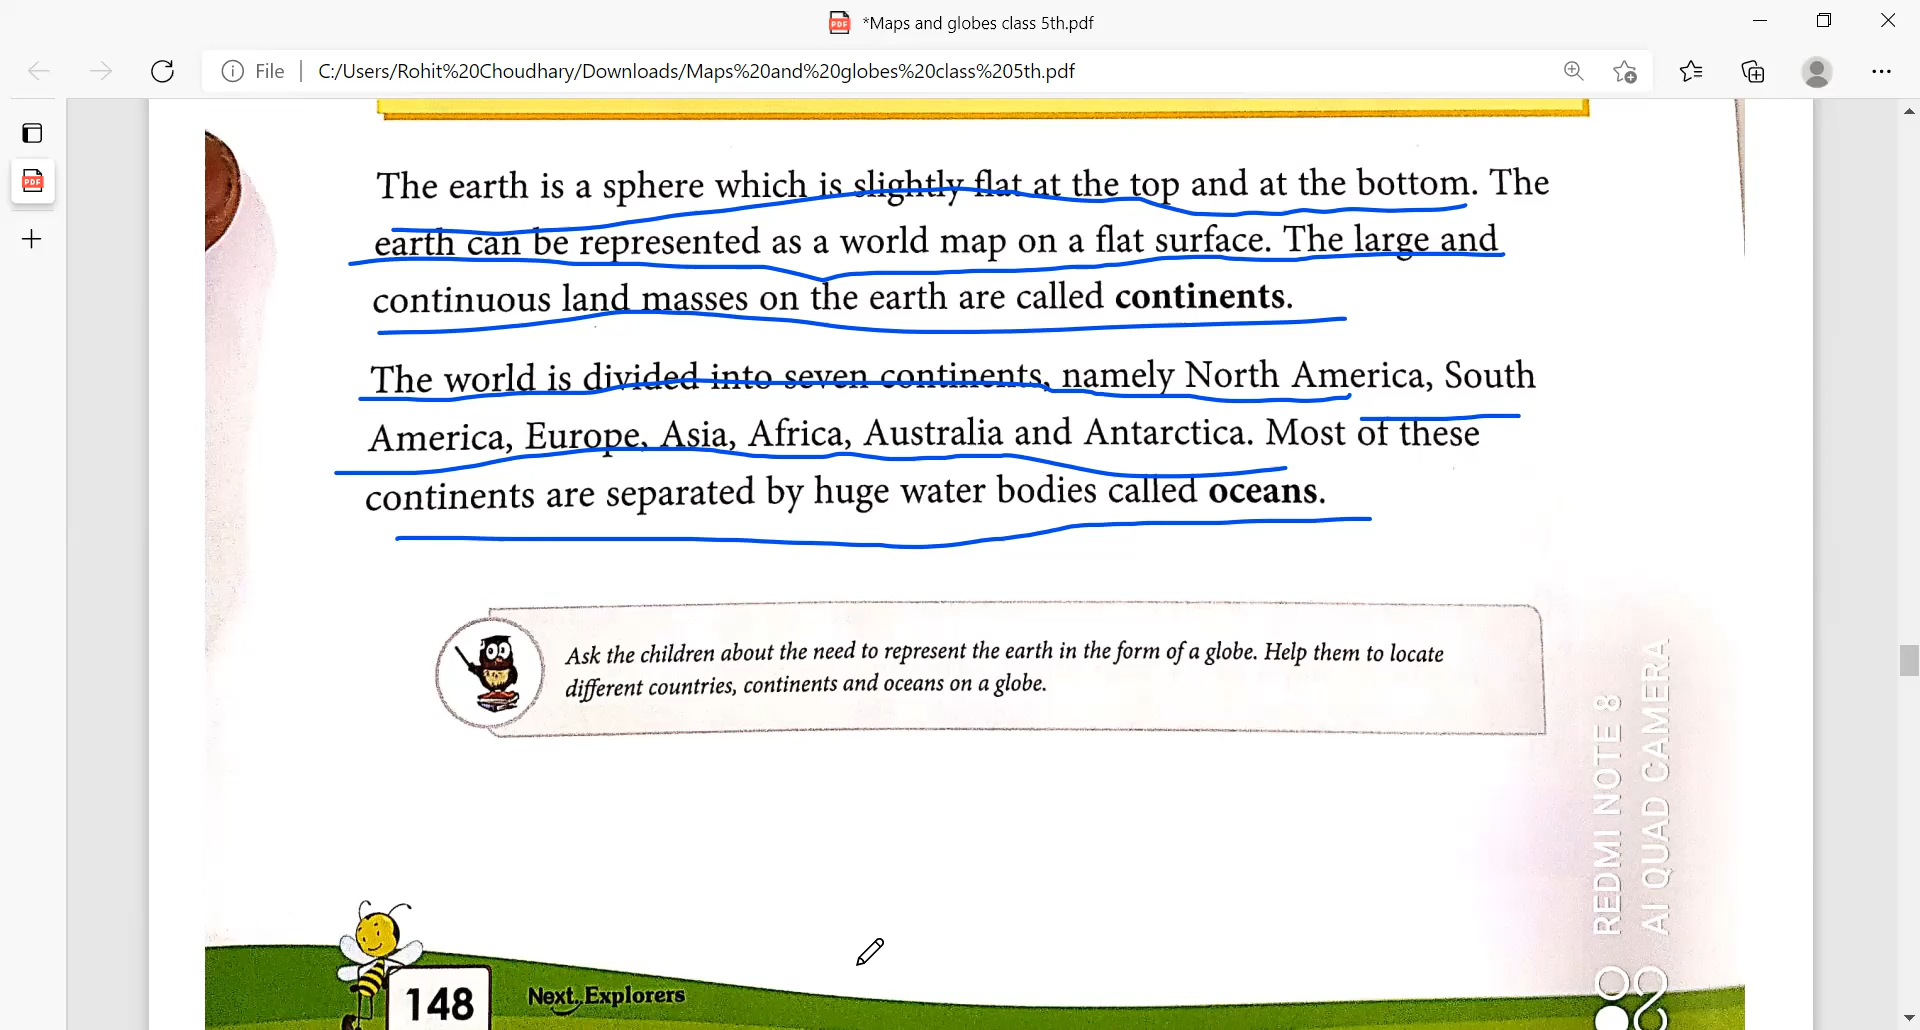 *Maps and globes class 5th.pdf
File
C:/Users/Rohit%20Choudhary/Downloads/Maps%20and%20globes%20class%205th.pdf
PDF
PDF
The earth is a sphere which is slightly flat at the top and at the bottom. The
earth can be represented as a world map on a flat surface. The large and
continuous land masses on the earth are called continents.
The world is divided into seven continents, namely North America, South
America, Europe, Asia, Africa, Australia and Antarctica. Most of these
continents are separated by huge water bodies called oceans.
Ask the children about the need to represent the earth in the form of a globe. Help them to locate
different countries, continents and oceans on a globe.
REDMI NOTE 8
AI QUAD CAMERA
148
Next Explorers